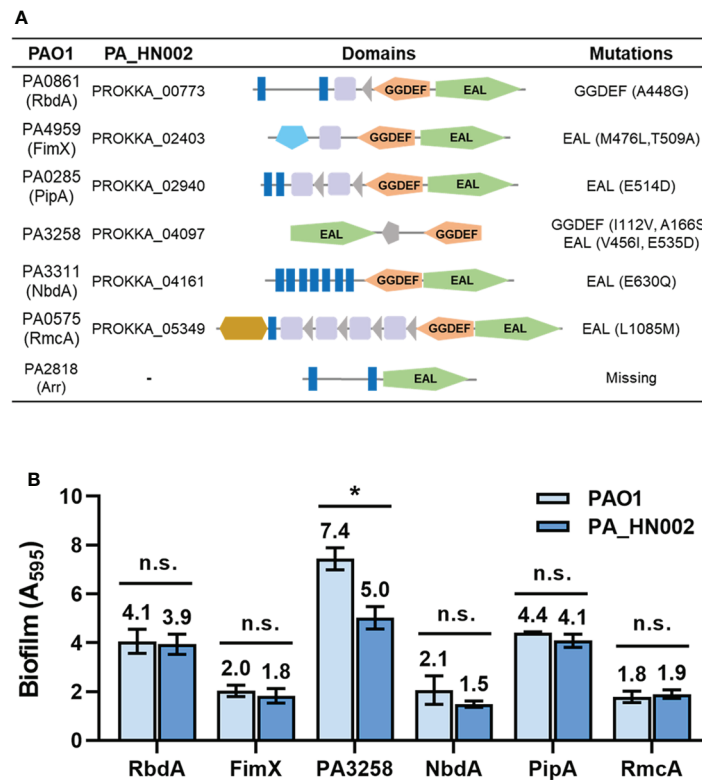 A
PAO1 PA_HN002 Domains Mutations
PA0861
(RbdA) PROKKA_00773 GGDEF EAL GGDEF (A448G)
PA4959
(FimX) PROKKA_02403 GGDEF EAL EAL (M476L,T509A)
PA0285
(PipA) PROKKA_02940 GGDEF EAL EAL (E514D)
PA3258 PROKKA_04097 EAL GGDEF GGDEF (I112V, A166S
EAL (V456I, E535D)
PA3311
(NbdA) PROKKA_04161 GGDEF EAL EAL (E630Q)
PA0575
(RmcA) PROKKA_05349 GGDEF EAL EAL (L1085M)
PA2818
(Arr) - EAL Missing
B
Biofilm (A595)
10
8
6
4
2
0
PAO1
PA_HN002
n.s. n.s. * n.s. n.s. n.s.
4.1 3.9 2.0 1.8 7.4 5.0 2.1 1.5 4.4 4.1 1.8 1.9
RbdA FimX PA3258 NbdA PipA RmcA